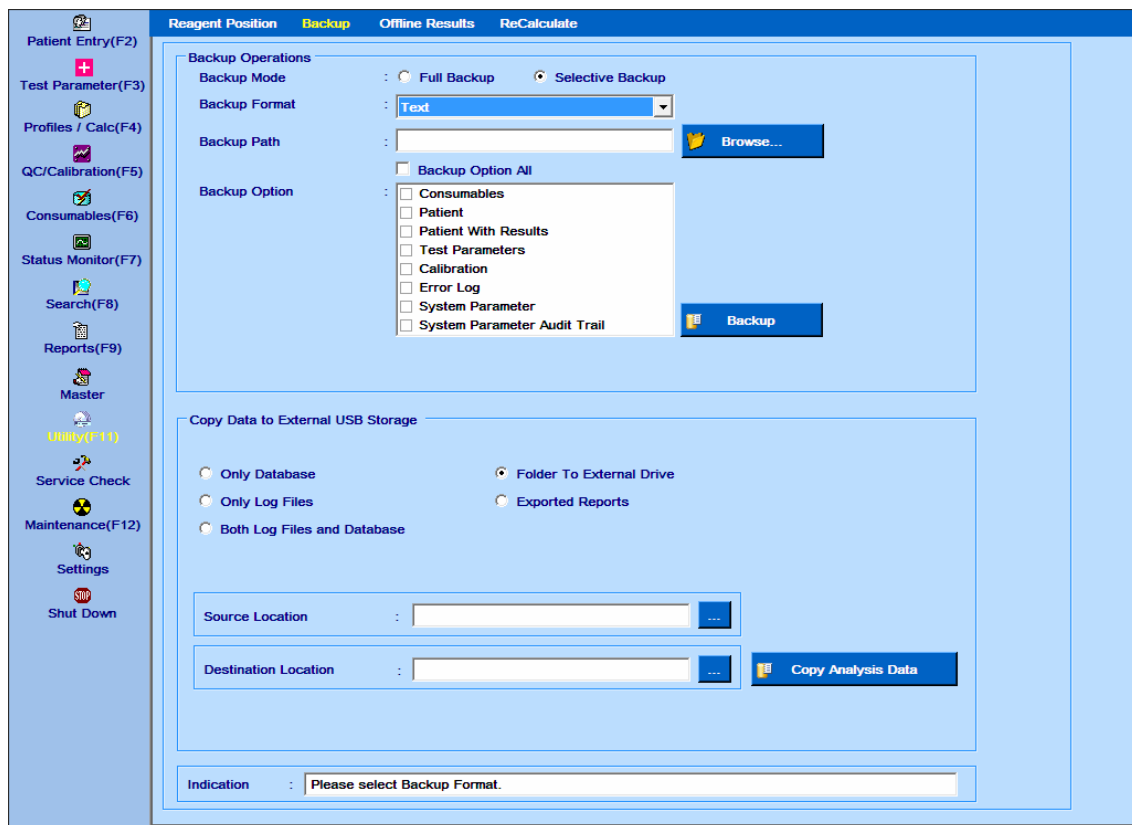 Patient Entry(F2)
Test Parameter(F3)
Profiles / Calc(F4)
QC/Calibration(F5)
Consumables(F6)
Status Monitor(F7)
Search(F8)
Reports(F9)
Master
Utility(F11)
Service Check
Maintenance(F12)
Settings
STOP
Shut Down
Reagent Position Backup Offline Results ReCalculate
Backup Operations
Backup Mode : Full Backup Selective Backup
Backup Format : Text
Backup Path : Browse...
Backup Option All
Backup Option :
Consumables
Patient
Patient With Results
Test Parameters
Calibration
Error Log
System Parameter
System Parameter Audit Trail
Backup
Copy Data to External USB Storage
Only Database Folder To External Drive
Only Log Files Exported Reports
Both Log Files and Database
Source Location : ...
Destination Location : ... Copy Analysis Data
Indication : Please select Backup Format.